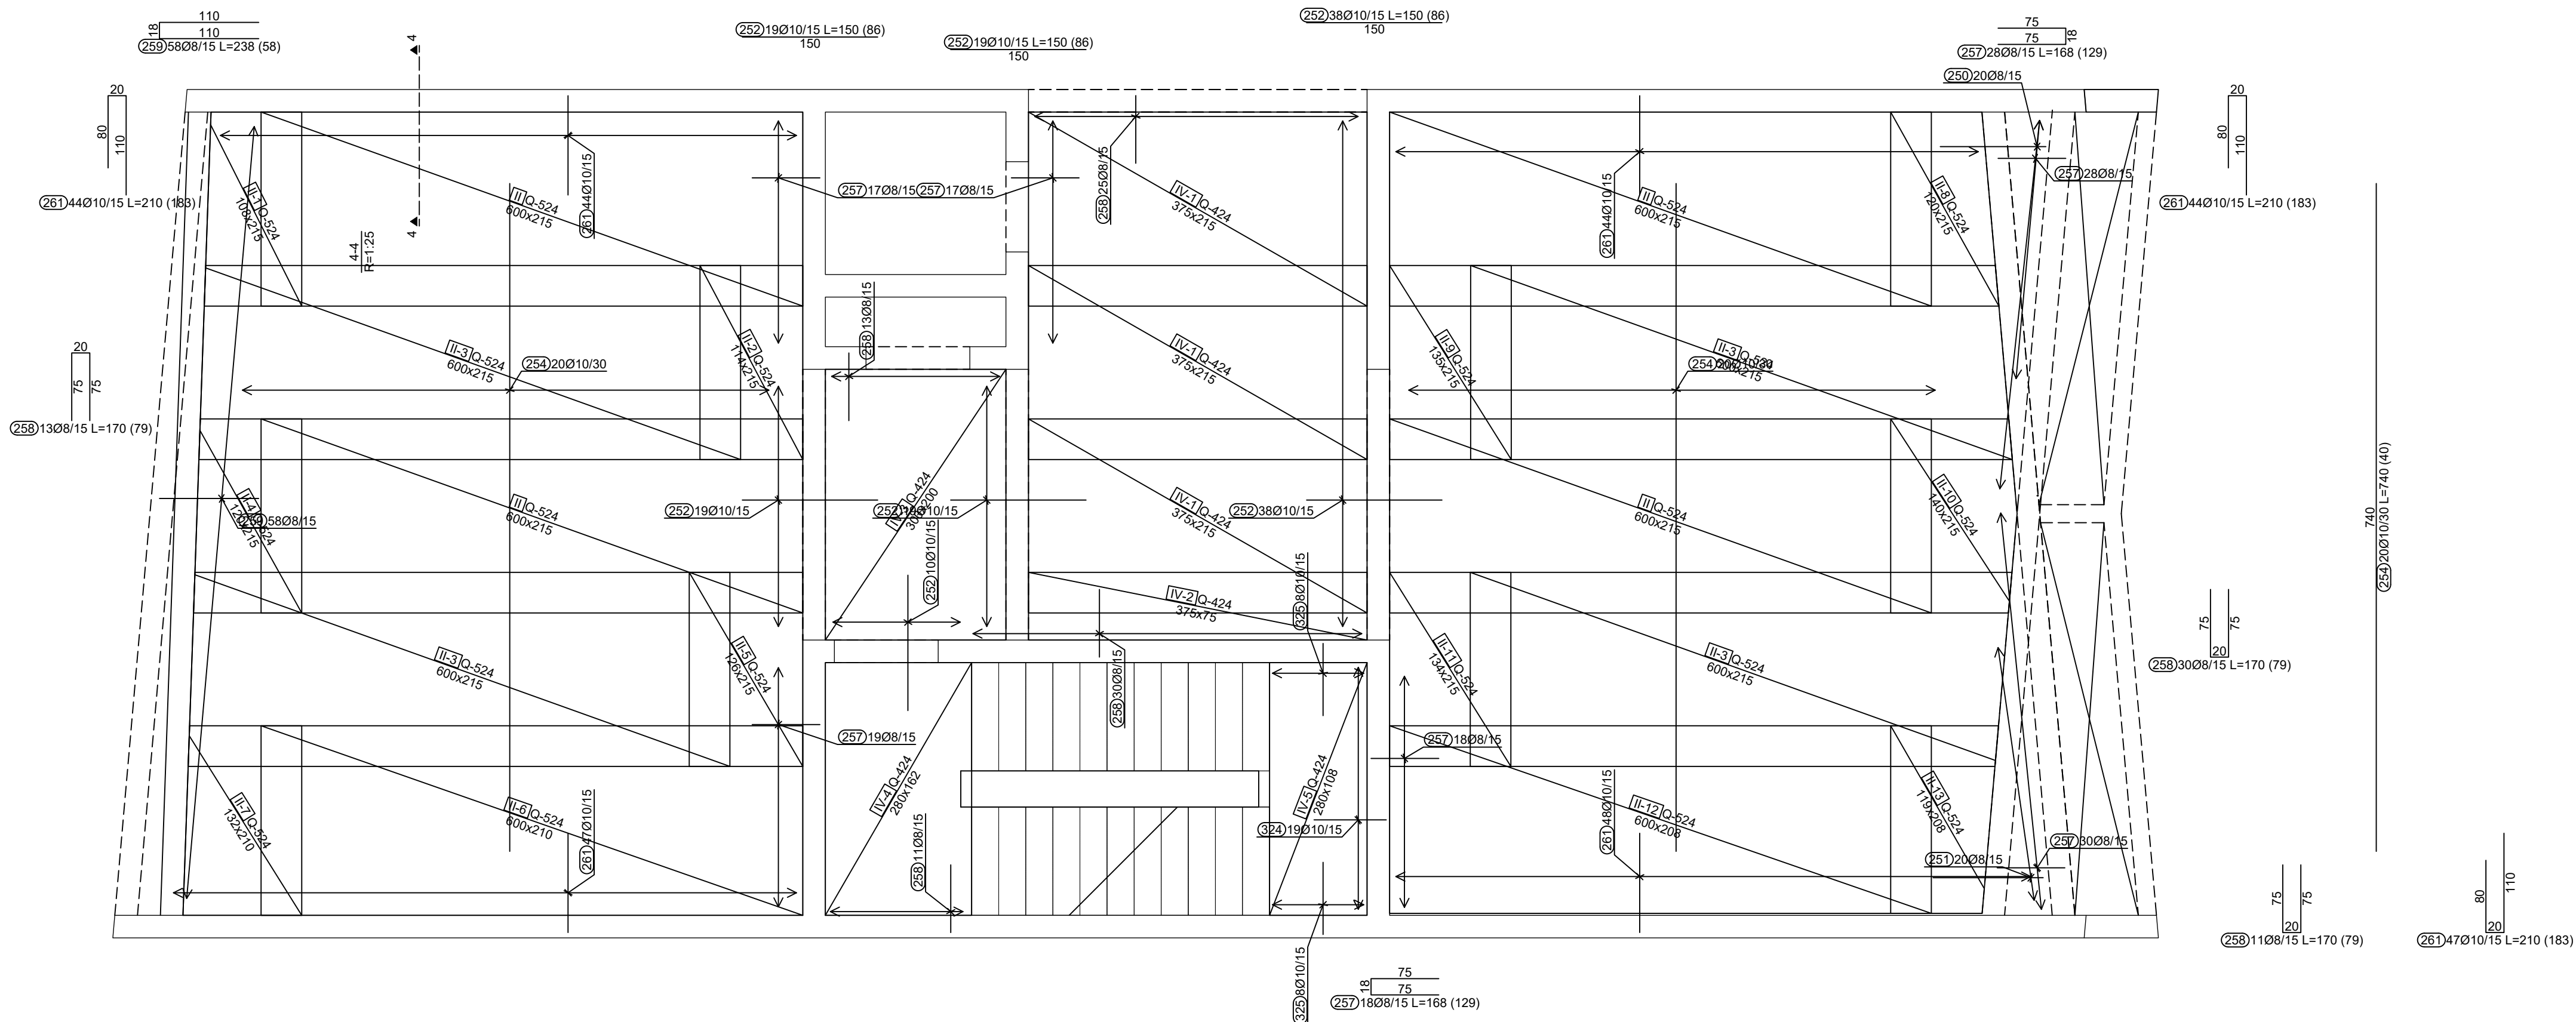 110
110
18
259 58Ø8/15 L=238 (58)
4
4
4-4
R=1:25
252 19Ø10/15 L=150 (86)
150
252 19Ø10/15 L=150 (86)
150
252 38Ø10/15 L=150 (86)
150
75
75
18
257 28Ø8/15 L=168 (129)
250 20Ø8/15
20
80
110
261 44Ø10/15 L=210 (183)
20
80
110
261 44Ø10/15 L=210 (183)
II-1 Q-524
108x215
II Q-524
600x215
261 44Ø10/15
257 17Ø8/15
257 17Ø8/15
258 25Ø8/15
IV-1 Q-424
375x215
261 44Ø10/15
II Q-524
600x215
II-8 Q-524
120x215
257 28Ø8/15
20
75
75
258 13Ø8/15 L=170 (79)
II-3 Q-524
600x215
254 20Ø10/30
II-2 Q-524
114x215
258 13Ø8/15
IV-1 Q-424
375x215
II-9 Q-524
135x215
II-3 Q-524
600x215
254 20Ø10/30
II-4 Q-524
120x215
259 58Ø8/15
II Q-524
600x215
252 19Ø10/15
Q-424
300x200
252 19Ø10/15
252 10Ø10/15
IV-1 Q-424
375x215
252 38Ø10/15
II Q-524
600x215
II-10 Q-524
140x215
740
254 20Ø10/30 L=740 (40)
II-3 Q-524
600x215
II-5 Q-524
126x215
IV-2 Q-424
375x75
325 8Ø10/15
258 30Ø8/15
II-11 Q-524
134x215
II-3 Q-524
600x215
75
75
20
258 30Ø8/15 L=170 (79)
257 19Ø8/15
257 18Ø8/15
II-7 Q-524
132x210
II-6 Q-524
600x210
261 47Ø10/15
IV-4 Q-424
280x162
258 11Ø8/15
IV-5 Q-424
280x108
324 19Ø10/15
261 48Ø10/15
II-12 Q-524
600x208
II-13 Q-524
119x208
257 30Ø8/15
251 20Ø8/15
75
75
20
258 11Ø8/15 L=170 (79)
80
110
20
261 47Ø10/15 L=210 (183)
325 8Ø10/15
75
75
18
257 18Ø8/15 L=168 (129)